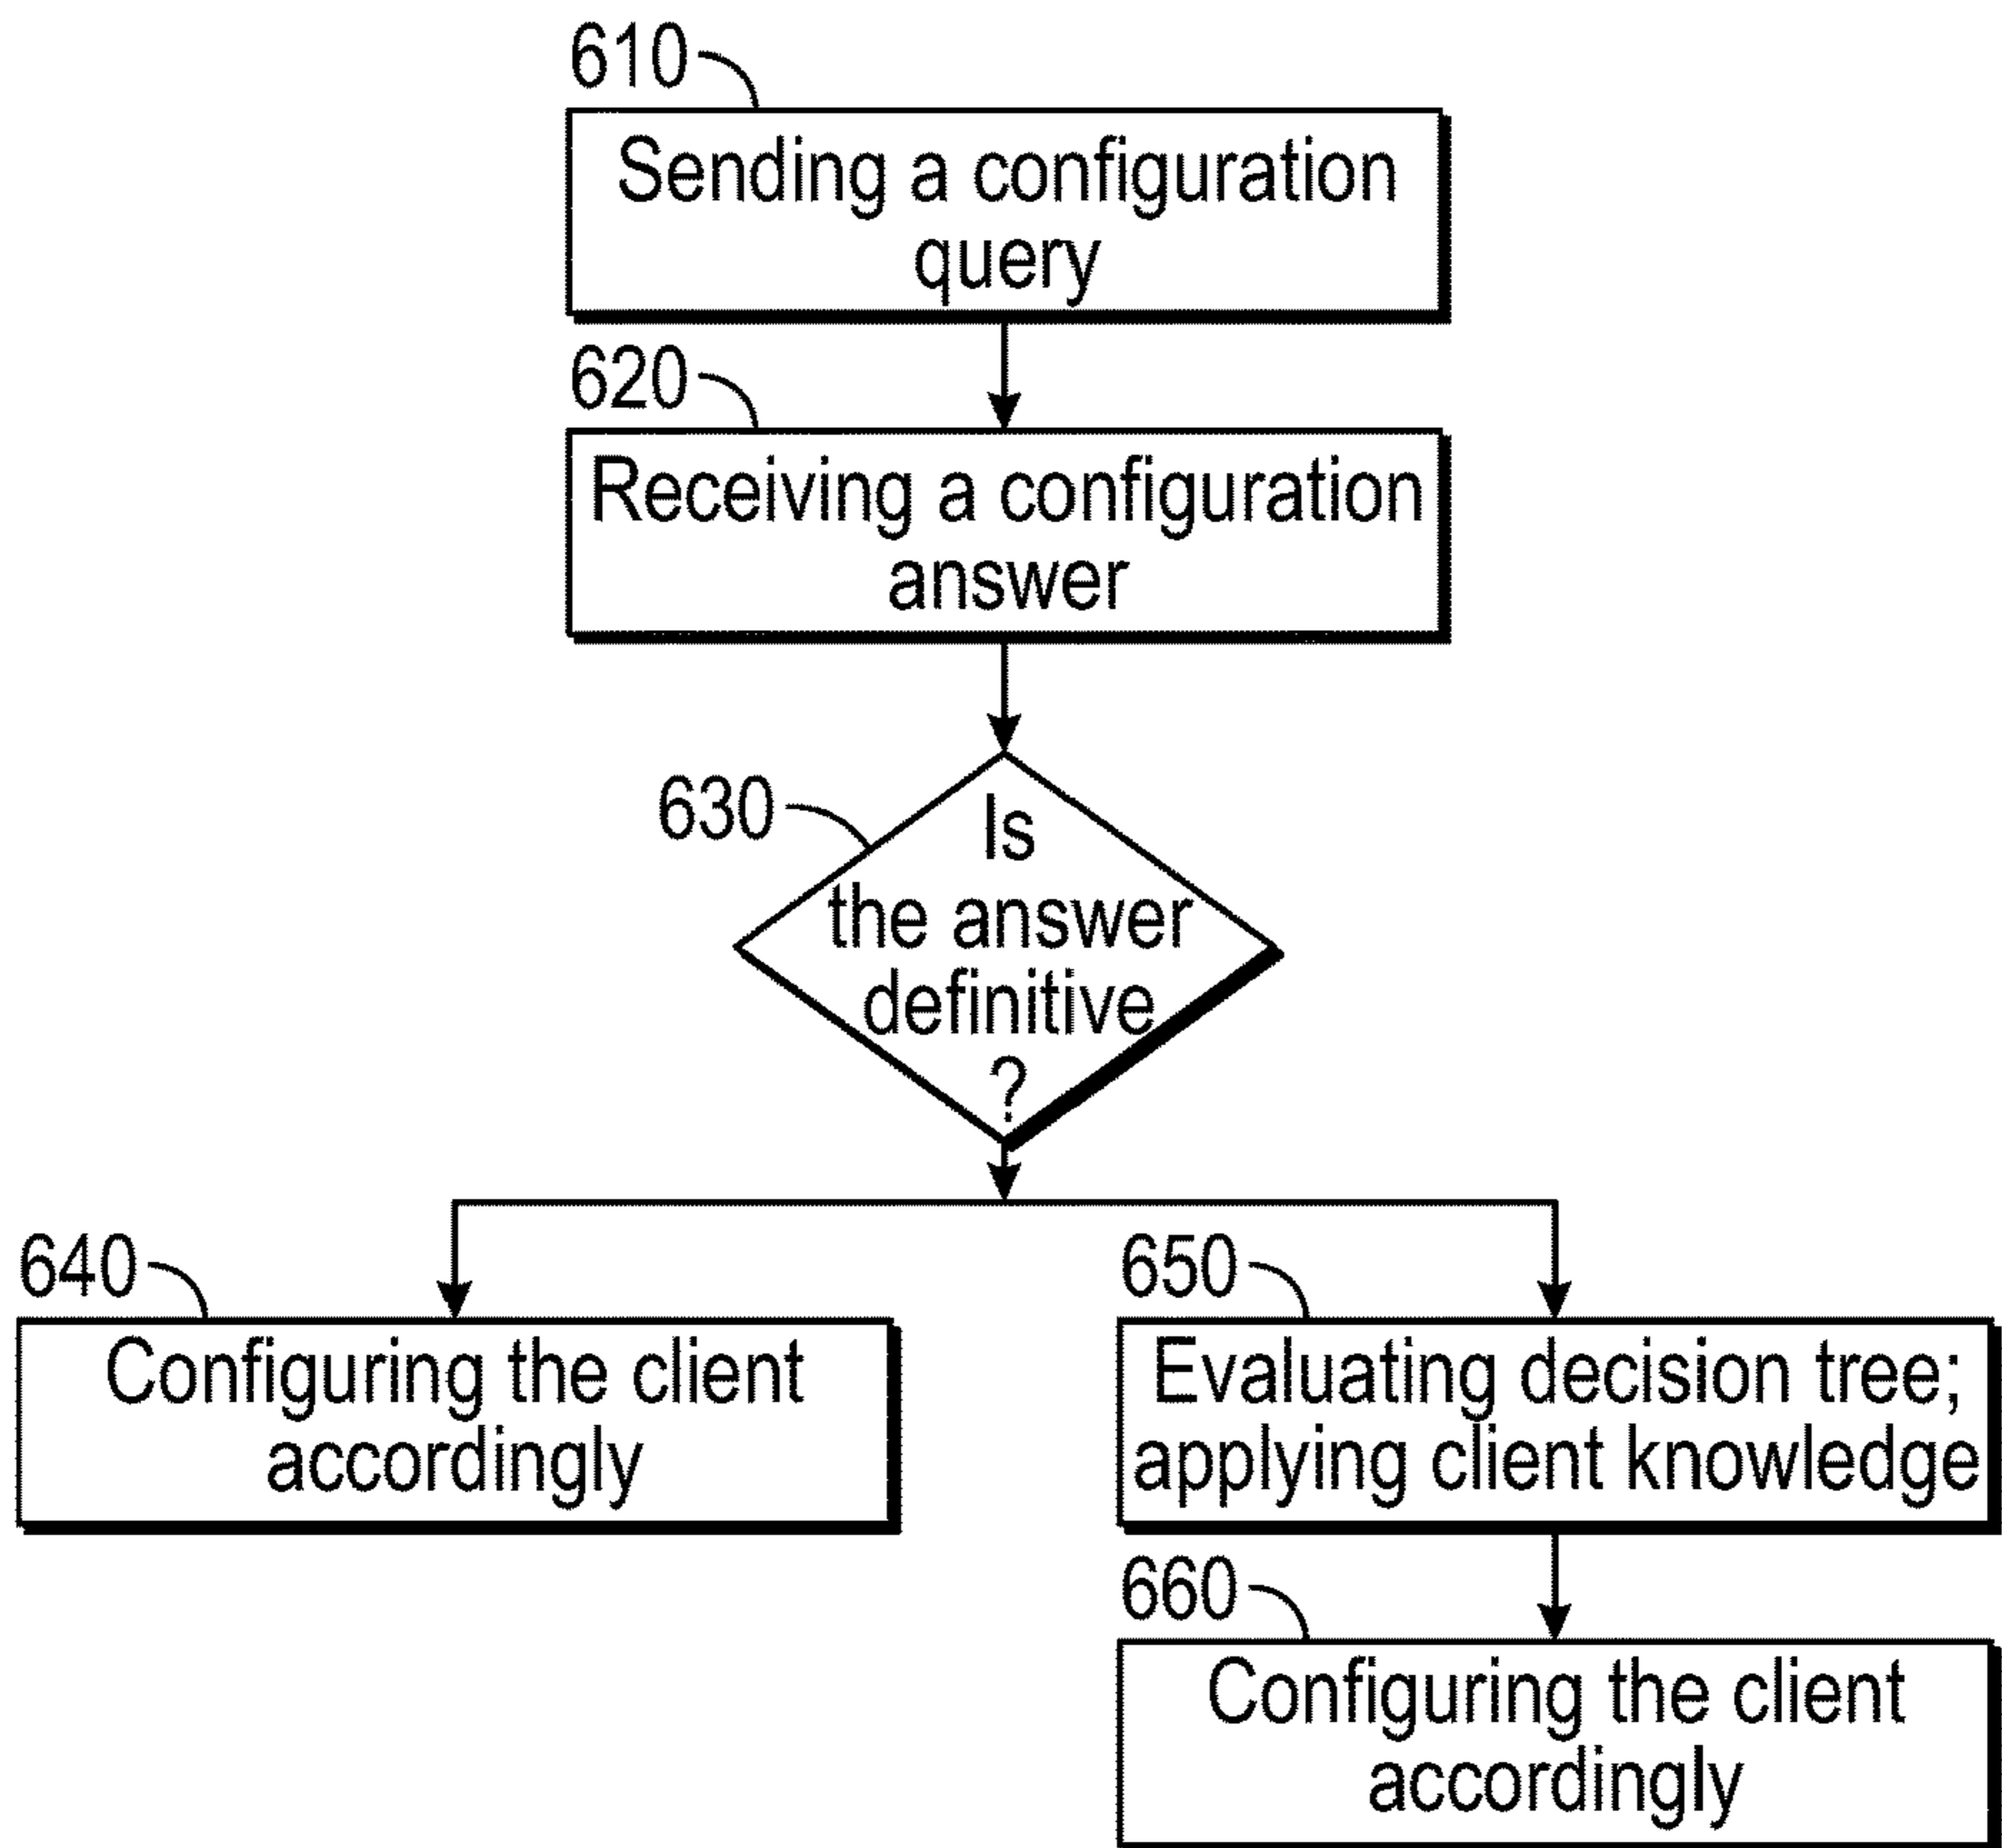 610
Sending a configuration
query
620
Receiving a configuration
answer
630
Is
the answer
definitive
?
640
Configuring the client
accordingly
650
Evaluating decision tree;
applying client knowledge
660
Configuring the client
accordingly